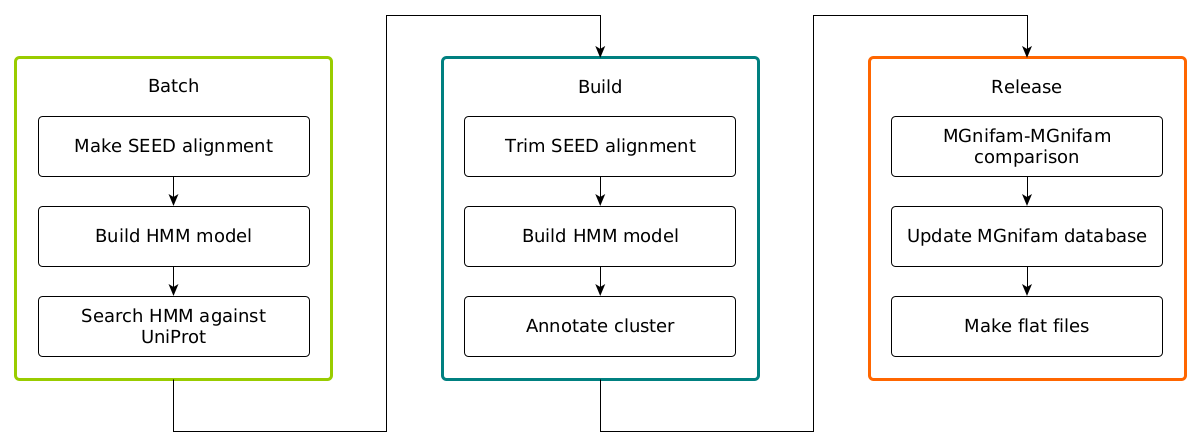 Batch
Make SEED alignment
Build HMM model
Search HMM against
UniProt
Build
Trim SEED alignment
Build HMM model
Annotate cluster
Release
MGnifam-MGnifam
comparison
Update MGnifam database
Make flat files